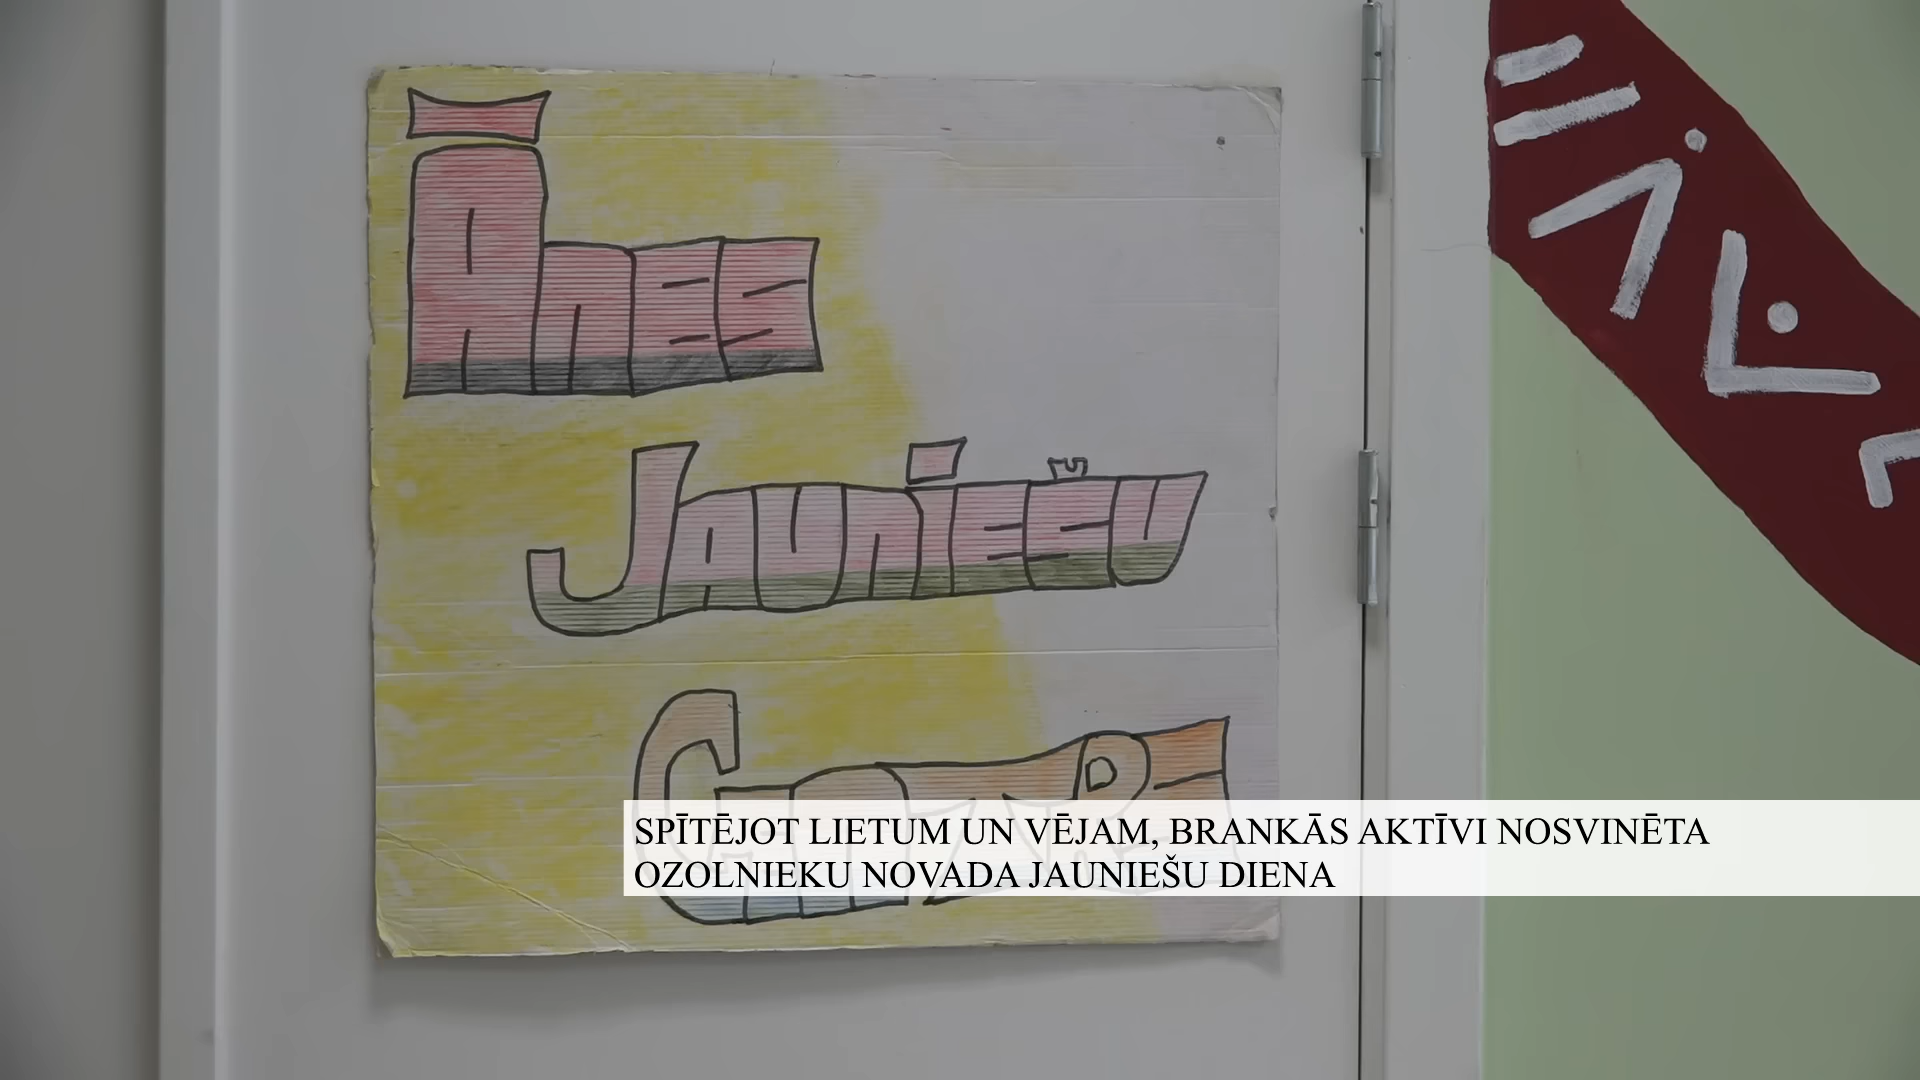 Ānes
Jauniešu
SPĪTĒJOT LIETUM UN VĒJAM, BRANKĀS AKTĪVI NOSVINĒTA
OZOLNIEKU NOVADA JAUNIEŠU DIENA